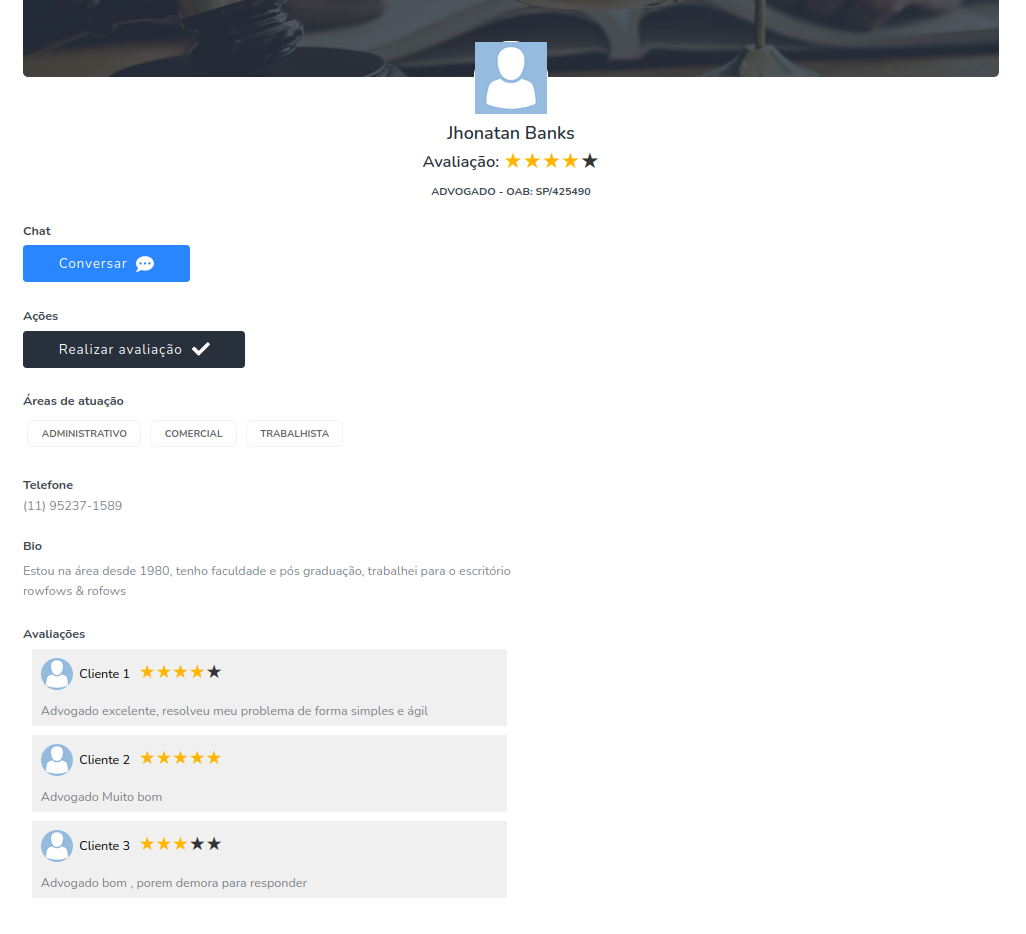 Jhonatan Banks
Avaliação: ★★★★★
ADVOGADO - OAB: SP/425490
Chat
Conversar
Ações
Realizar avaliação
Áreas de atuação
ADMINISTRATIVO COMERCIAL TRABALHISTA
Telefone
(11) 95237-1589
Bio
Estou na área desde 1980, tenho faculdade e pós graduação, trabalhei para o escritório
rowfows & rofows
Avaliações
Cliente 1 ★★★★★
Advogado excelente, resolveu meu problema de forma simples e ágil
Cliente 2 ★★★★★
Advogado Muito bom
Cliente 3 ★★★★★
Advogado bom , porem demora para responder